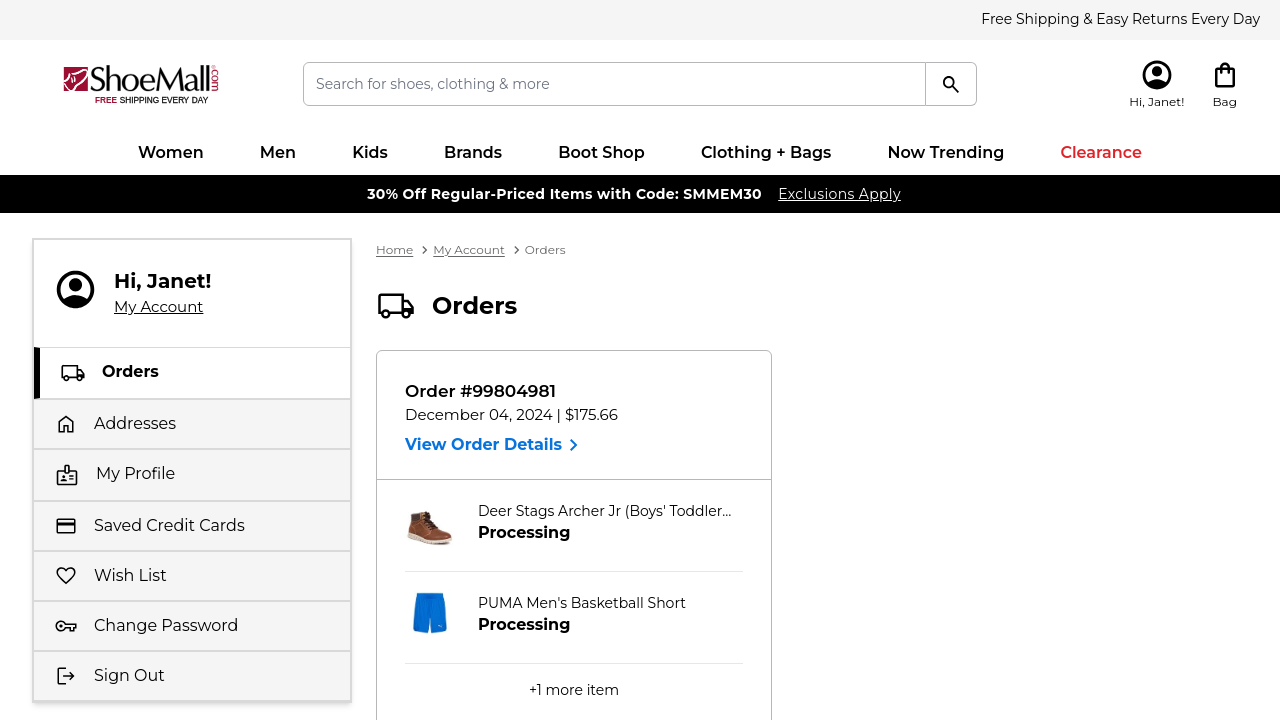 Free Shipping & Easy Returns Every Day
ShoeMall.com
FREE SHIPPING EVERY DAY
Search for shoes, clothing & more
Hi, Janet!
Bag
Women Men Kids Brands Boot Shop Clothing + Bags Now Trending Clearance
30% Off Regular-Priced Items with Code: SMMEM30 Exclusions Apply
Hi, Janet!
My Account
Orders
Addresses
My Profile
Saved Credit Cards
Wish List
Change Password
Sign Out
Home > My Account > Orders
Orders
Order #99804981
December 04, 2024 | $175.66
View Order Details >
Deer Stags Archer Jr (Boys' Toddler...
Processing
PUMA Men's Basketball Short
Processing
+1 more item